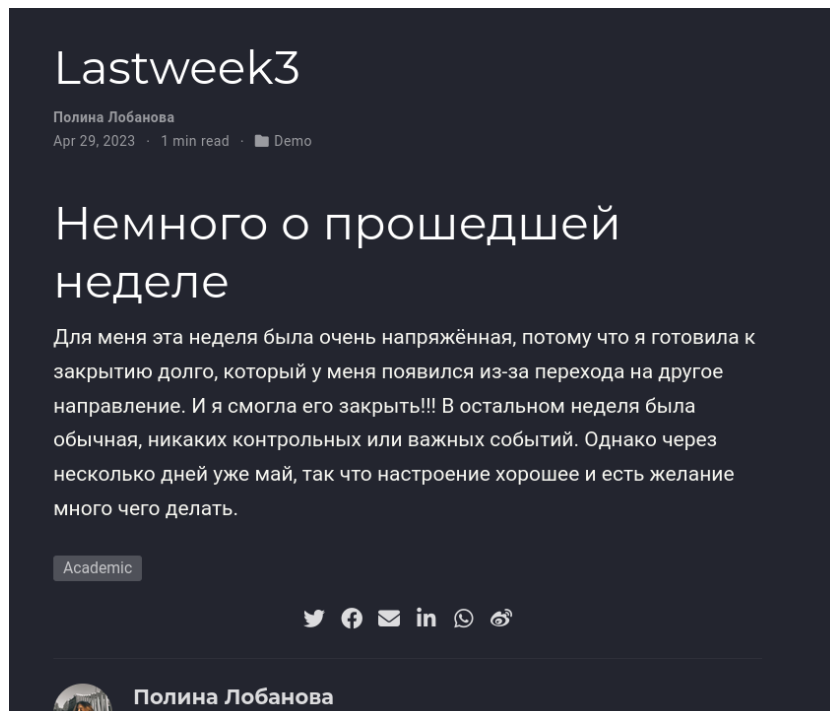 Lastweek3
Полина Лобанова
Apr 29, 2023 · 1 min read · Demo
Немного о прошедшей
неделе
Для меня эта неделя была очень напряжённая, потому что я готовила к
закрытию долго, который у меня появился из-за перехода на другое
направление. И я смогла его закрыть!!! В остальном неделя была
обычная, никаких контрольных или важных событий. Однако через
несколько дней уже май, так что настроение хорошее и есть желание
много чего делать.
Academic
Полина Лобанова